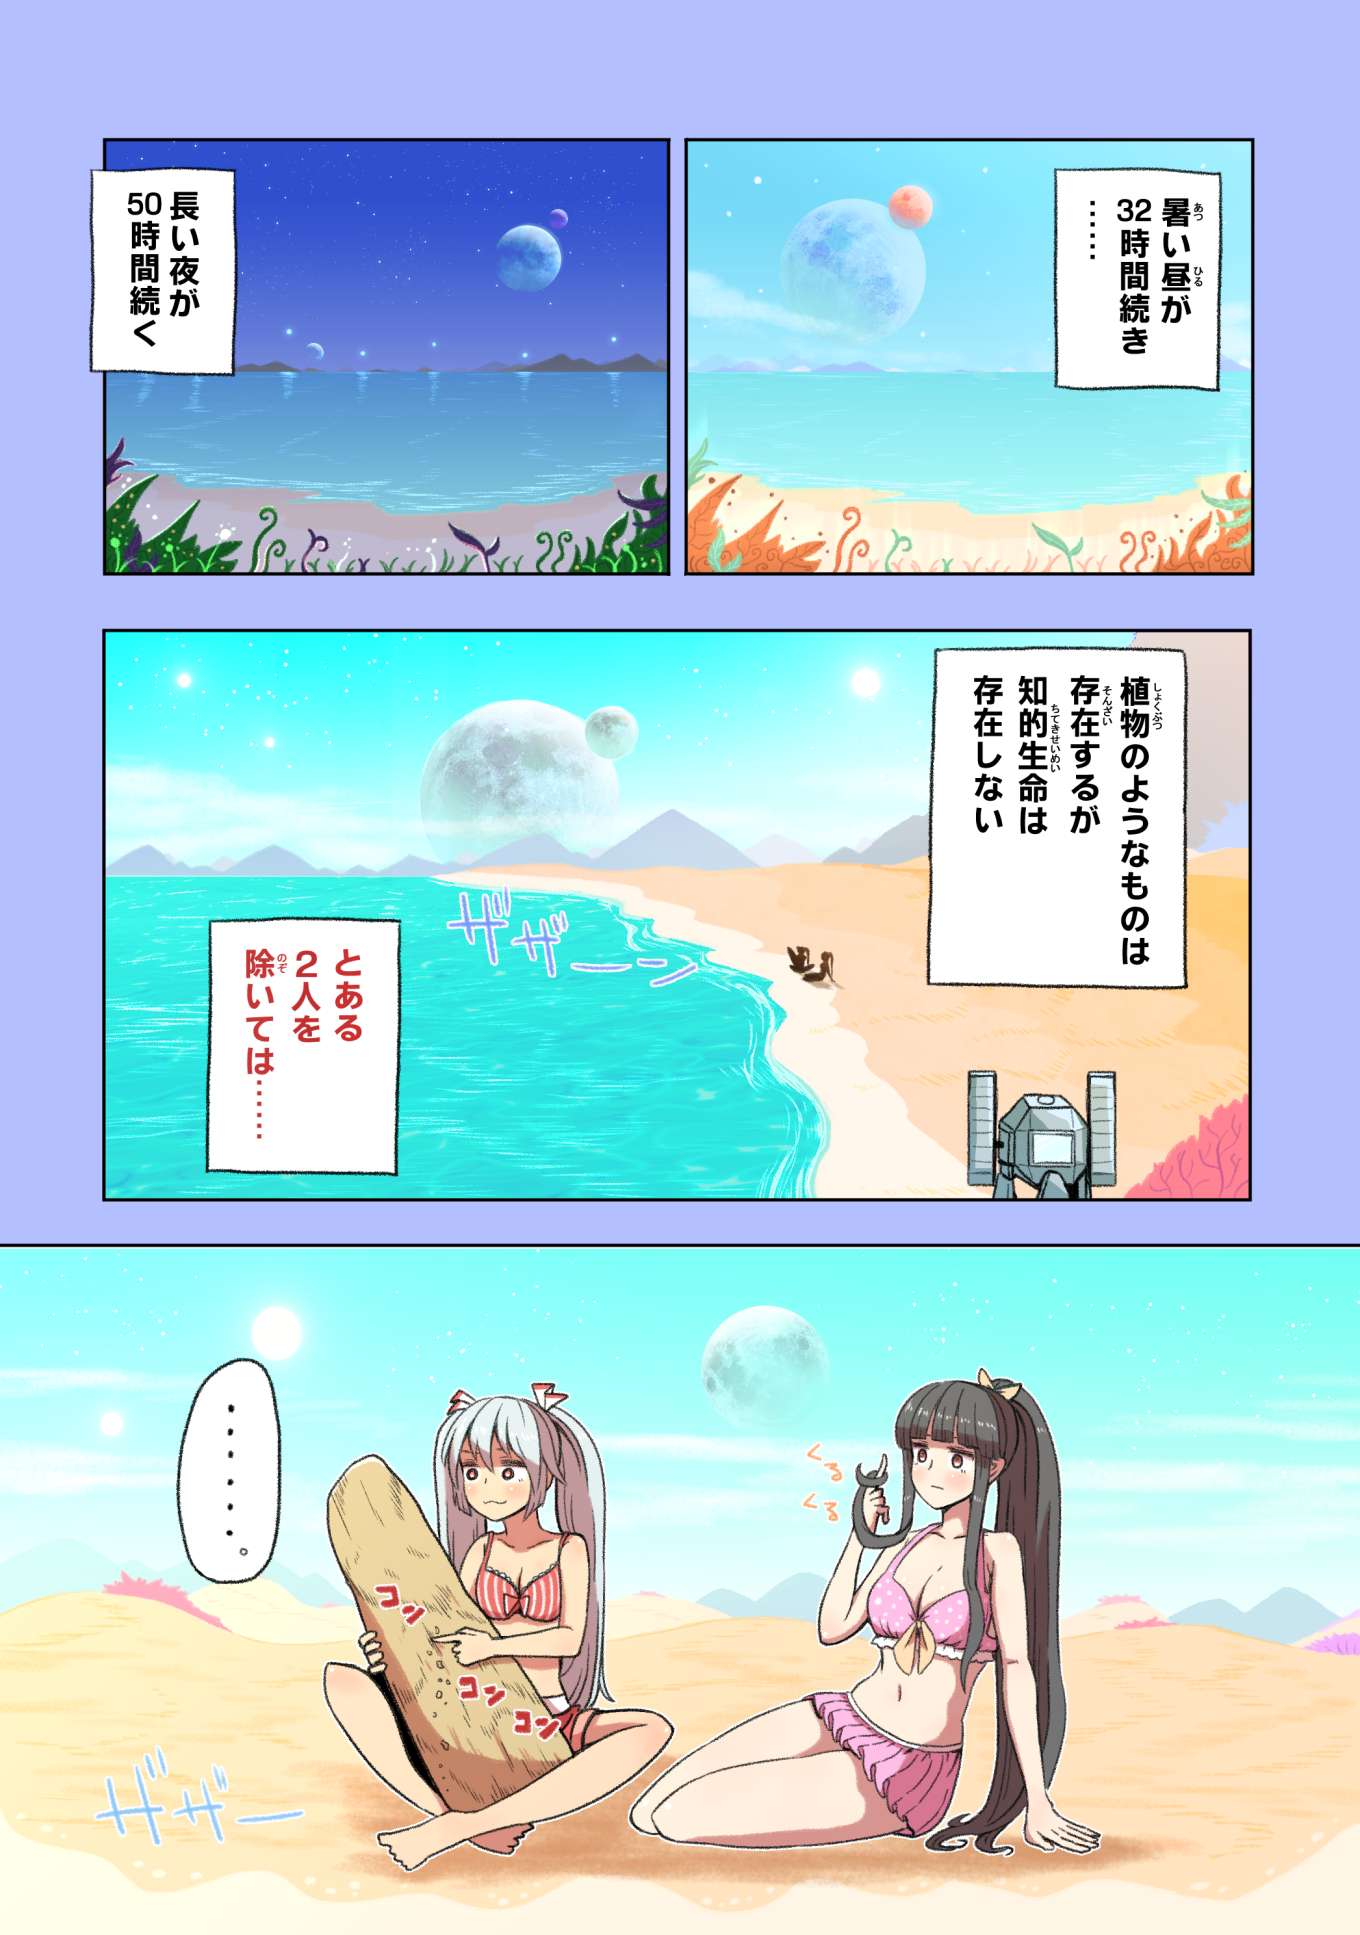 暑い昼が
32時間続き
……
長い夜が
50時間続く
植物のようなものは
存在するが
知的生命は
存在しない
ザザーーン
とある
2人を
除いては……
くるくる
…….。
コンコンコン
ザザー